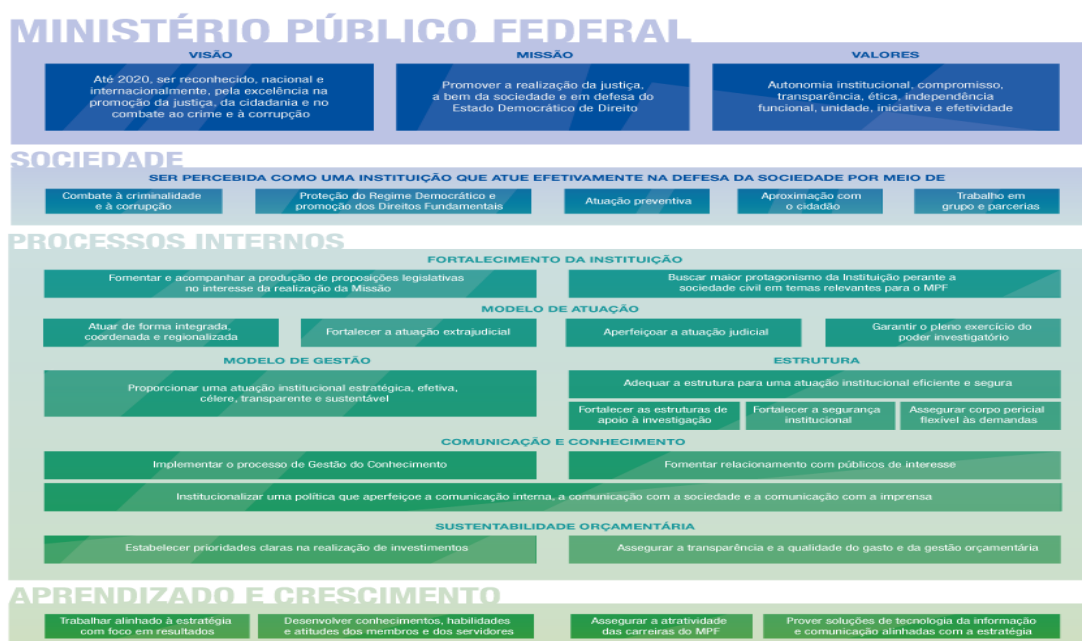 MINISTÉRIO PÚBLICO FEDERAL
VISÃO
Até 2020, ser reconhecido, nacional e
internacionalmente, pela excelência na
promoção da justiça, da cidadania e no
combate ao crime e à corrupção
MISSÃO
Promover a realização da justiça,
a bem da sociedade e em defesa do
Estado Democrático de Direito
VALORES
Autonomia institucional, compromisso,
transparência, ética, independência
funcional, unidade, iniciativa e efetividade
SOCIEDADE
SER PERCEBIDA COMO UMA INSTITUIÇÃO QUE ATUE EFETIVAMENTE NA DEFESA DA SOCIEDADE POR MEIO DE
Combate à criminalidade
e à corrupção
Proteção do Regime Democrático e
promoção dos Direitos Fundamentais
Atuação preventiva
Aproximação com
o cidadão
Trabalho em
grupo e parcerias
PROCESSOS INTERNOS
FORTALECIMENTO DA INSTITUIÇÃO
Fomentar e acompanhar a produção de proposições legislativas
no interesse da realização da Missão
Buscar maior protagonismo da Instituição perante a
sociedade civil em temas relevantes para o MPF
MODELO DE ATUAÇÃO
Atuar de forma integrada,
coordenada e regionalizada
Fortalecer a atuação extrajudicial
Aperfeiçoar a atuação judicial
Garantir o pleno exercício do
poder investigatório
MODELO DE GESTÃO
Proporcionar uma atuação institucional estratégica, efetiva,
célere, transparente e sustentável
ESTRUTURA
Adequar a estrutura para uma atuação institucional eficiente e segura
Fortalecer as estruturas de
apoio à investigação
Fortalecer a segurança
institucional
Assegurar corpo pericial
flexível às demandas
COMUNICAÇÃO E CONHECIMENTO
Implementar o processo de Gestão do Conhecimento
Fomentar relacionamento com públicos de interesse
Institucionalizar uma política que aperfeiçoe a comunicação interna, a comunicação com a sociedade e a comunicação com a imprensa
SUSTENTABILIDADE ORÇAMENTÁRIA
Estabelecer prioridades claras na realização de investimentos
Assegurar a transparência e a qualidade do gasto e da gestão orçamentária
APRENDIZADO E CRESCIMENTO
Trabalhar alinhado à estratégia
com foco em resultados
Desenvolver conhecimentos, habilidades
e atitudes dos membros e dos servidores
Assegurar a atratividade
das carreiras do MPF
Prover soluções de tecnologia da informação
e comunicação alinhadas com a estratégia